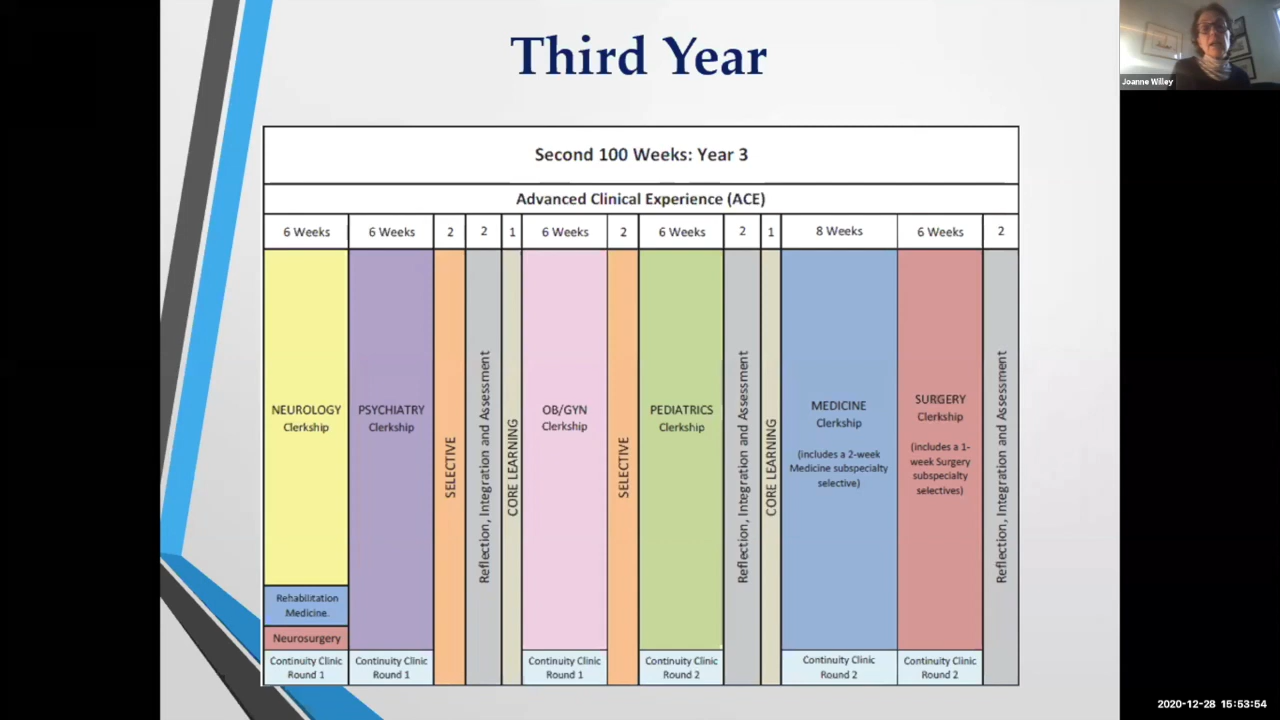 Third Year
Joanne Willey
Second 100 Weeks: Year 3
Advanced Clinical Experience (ACE)
6 Weeks
6 Weeks
2
2
1
6 Weeks
2
6 Weeks
2
1
8 Weeks
6 Weeks
2
NEUROLOGY
Clerkship
Rehabilitation
Medicine.
Neurosurgery
Continuity Clinic
Round 1
PSYCHIATRY
Clerkship
Continuity Clinic
Round 1
SELECTIVE
Reflection, Integration and Assessment
CORE LEARNING
OB/GYN
Clerkship
Continuity Clinic
Round 1
SELECTIVE
PEDIATRICS
Clerkship
Continuity Clinic
Round 2
Reflection, Integration and Assessment
CORE LEARNING
MEDICINE
Clerkship
(includes a 2-week
Medicine subspecialty
selective)
Continuity Clinic
Round 2
SURGERY
Clerkship
(includes a 1-
week Surgery
subspecialty
selectives)
Continuity Clinic
Round 2
Reflection, Integration and Assessment
2020-12-28 15:53:54